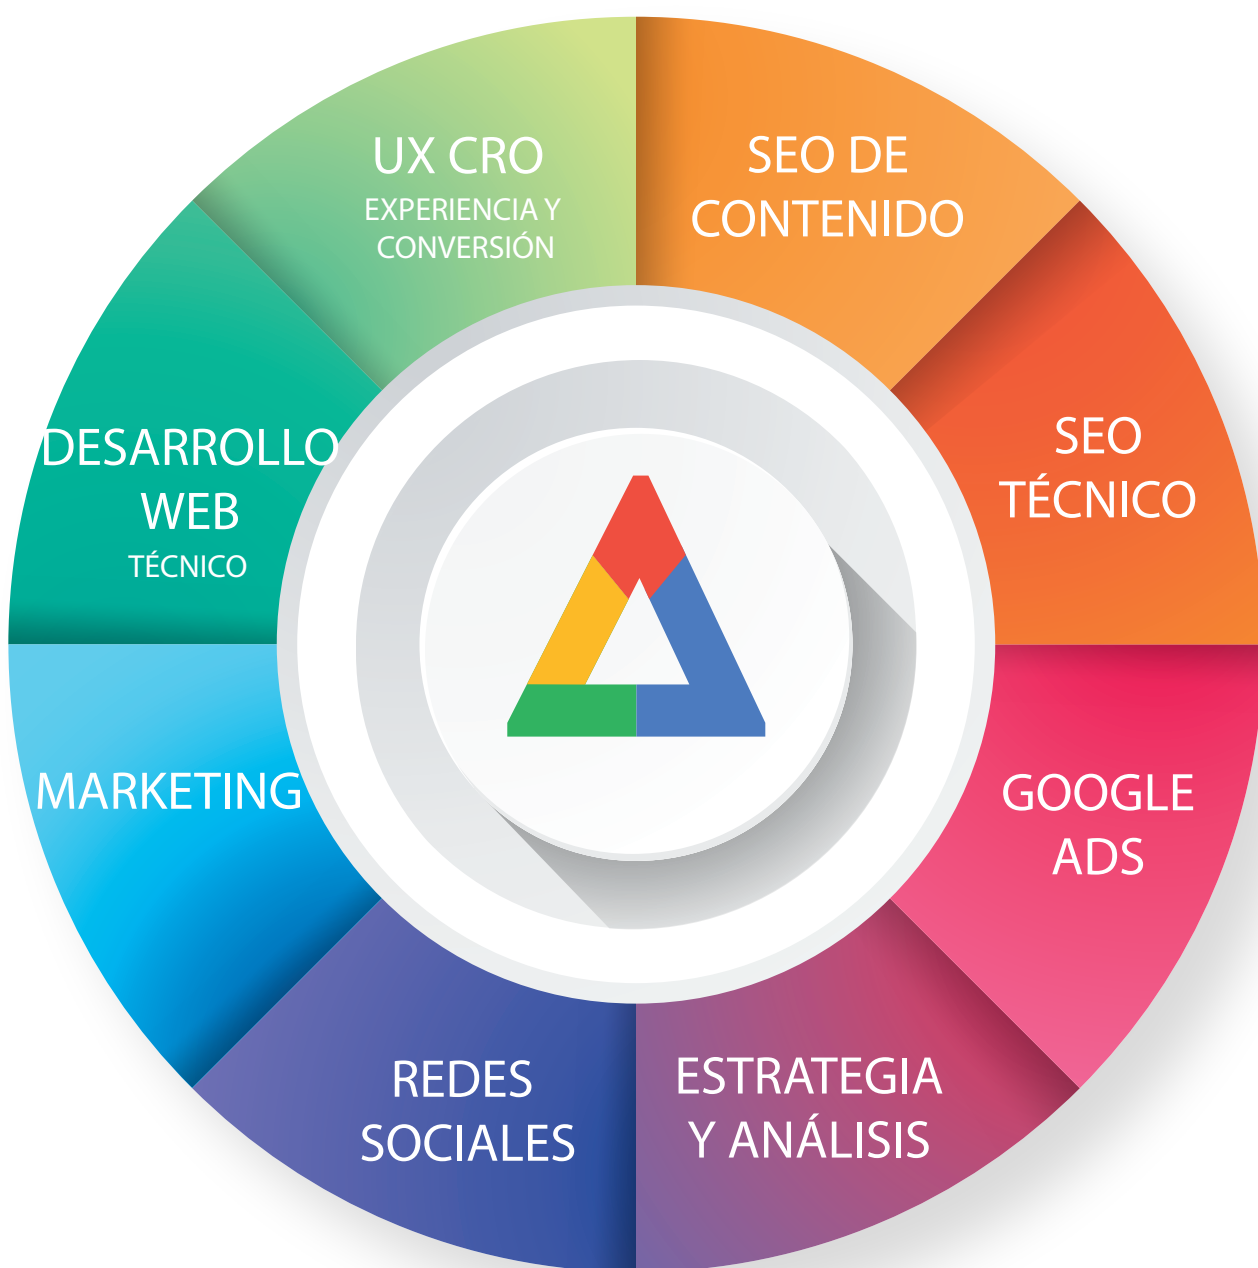 UX CRO
EXPERIENCIA Y
CONVERSIÓN
SEO DE
CONTENIDO
SEO
TÉCNICO
GOOGLE
ADS
ESTRATEGIA
Y ANÁLISIS
REDES
SOCIALES
MARKETING
DESARROLLO
WEB
TÉCNICO